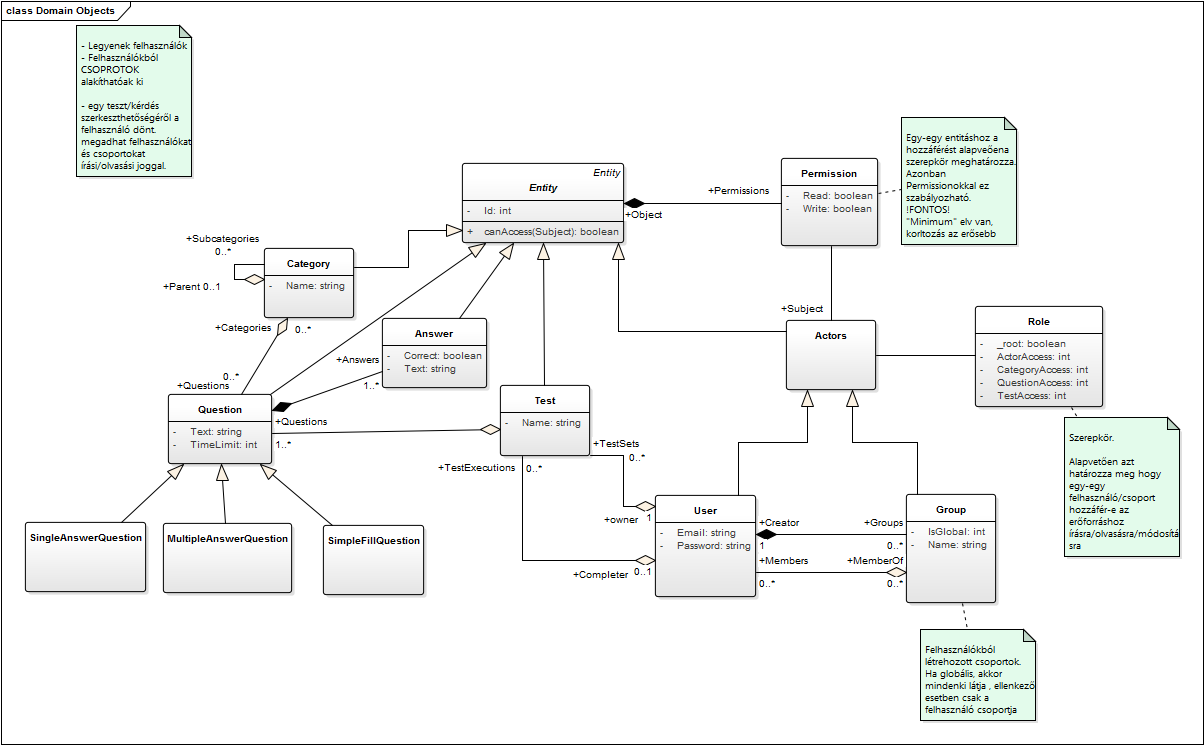 class Domain Objects
- Legyenek felhasználók
- Felhasználókból
CSOPROTOK
alakíthatóak ki
- egy teszt/kérdés
szerkeszthetőségéről a
felhasználó dönt.
megadhat felhasználókat
és csoportokat
írási/olvasási joggal.
Egy-egy entitáshoz a
hozzáférést alapveőena
szerepkör meghatározza.
Azonban
Permissionokkal ez
szabályozható.
!FONTOS!
"Minimum" elv van,
korltozás az erősebb
Entity
Entity
- Id: int
+ canAccess(Subject): boolean
+Permissions
+Object
Permission
- Read: boolean
- Write: boolean
+Subject
+Subcategories
0..*
+Parent 0..1
Category
- Name: string
+Categories
0..*
0..*
+Questions
Answer
- Correct: boolean
- Text: string
+Answers
1..*
Actors
Role
- _root: boolean
- ActorAccess: int
- CategoryAccess: int
- QuestionAccess: int
- TestAccess: int
Question
- Text: string
- TimeLimit: int
+Questions
1..*
Test
- Name: string
+TestExecutions
0..*
+TestSets
0..*
Szerepkör.
Alapvetően azt
határozza meg hogy
egy-egy
felhasználó/csoport
hozzáfér-e az
erőforráshoz
írásra/olvasásra/módosítá
sra
SingleAnswerQuestion
MultipleAnswerQuestion
SimpleFillQuestion
+owner
1
+Completer
0..1
User
- Email: string
- Password: string
+Creator
1
+Groups
0..*
+Members
0..*
+MemberOf
0..*
Group
- IsGlobal: int
- Name: string
Felhasználókból
létrehozott csoportok.
Ha globális, akkor
mindenki látja , ellenkező
esetben csak a
felhasználó csoportja